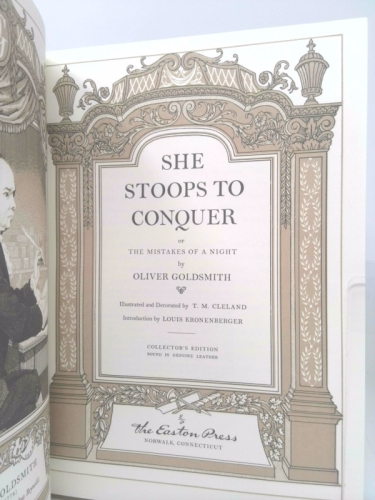 SHE
STOOPS TO
CONQUER
or
THE MISTAKES OF A NIGHT
by
OLIVER GOLDSMITH
Illustrated and Decorated by T. M. CLELAND
Introduction by LOUIS KRONENBERGER
COLLECTOR'S EDITION
BOUND IN GENUINE LEATHER
The Easton Press
NORWALK, CONNECTICUT
GOLDSMITH
Reynolds